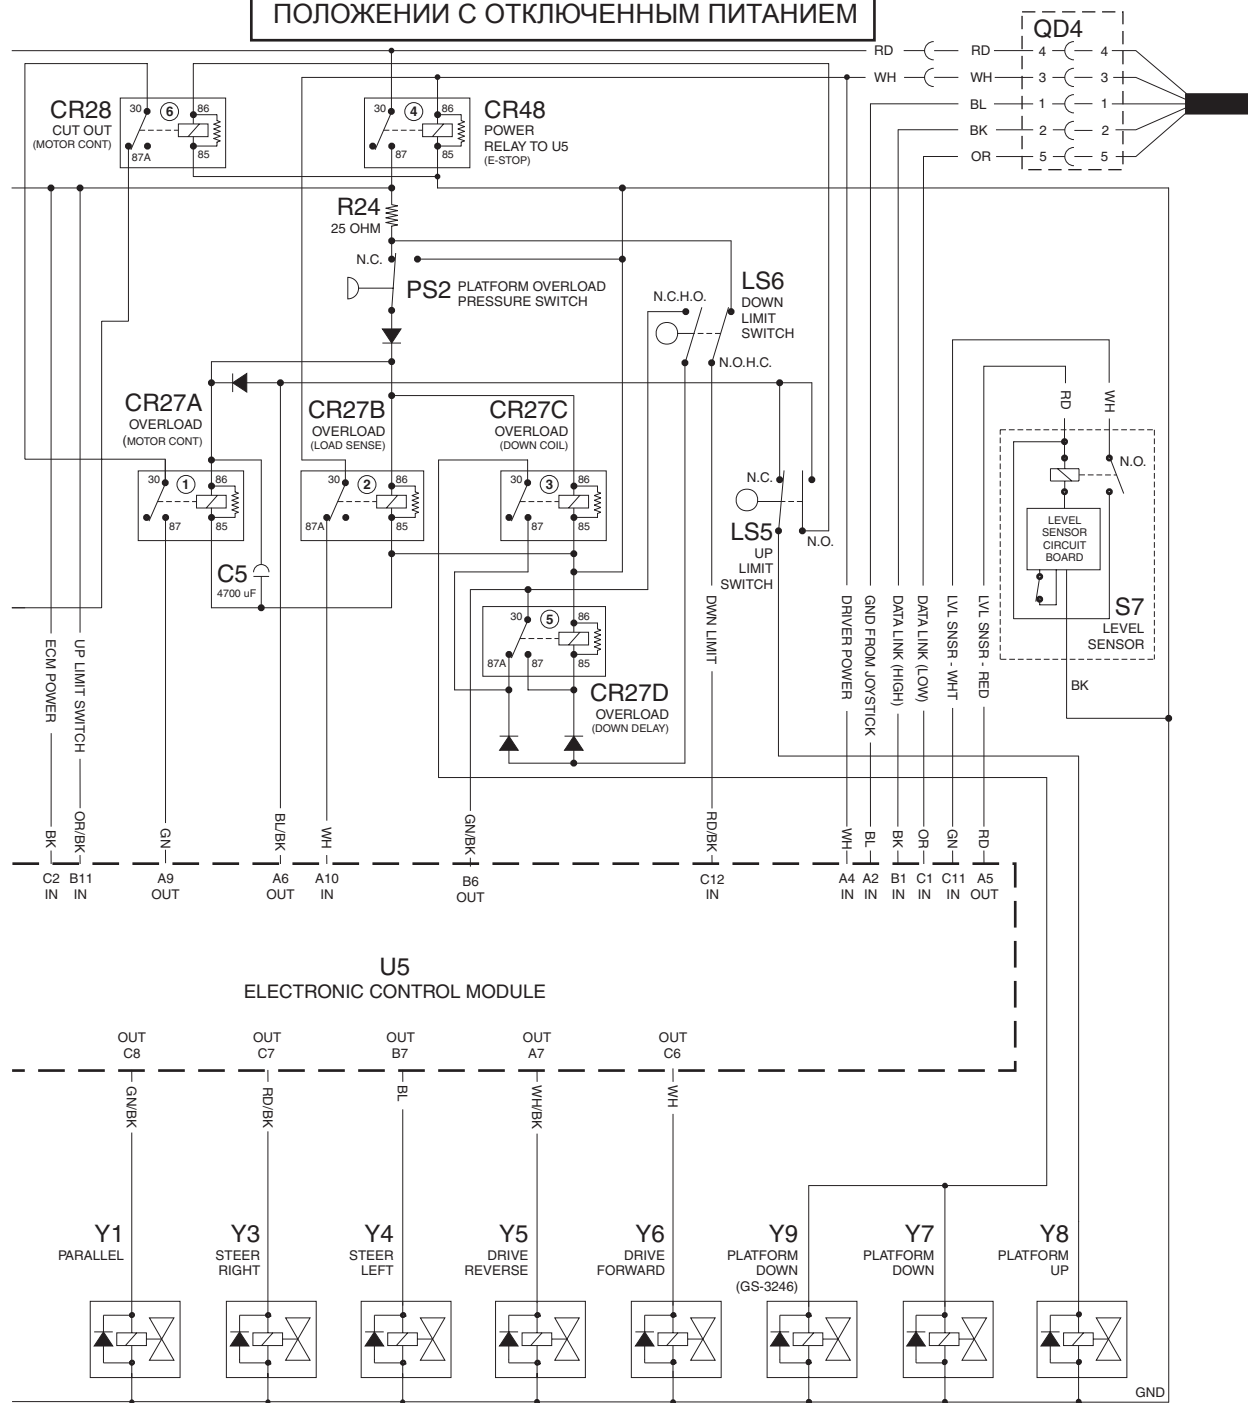 ПОЛОЖЕНИИ С ОТКЛЮЧЕННЫМ ПИТАНИЕМ
QD4
RD RD 4 4
WH WH 3 3
BL 1 1
BK 2 2
OR 5 5
CR28
CUT OUT
(MOTOR CONT)
30 6 86
87A 85
30 4 86
87 85
CR48
POWER
RELAY TO U5
(E-STOP)
R24
25 OHM
N.C.
PS2 PLATFORM OVERLOAD
PRESSURE SWITCH
N.C.H.O.
LS6
DOWN
LIMIT
SWITCH
N.O.H.C.
CR27A
OVERLOAD
(MOTOR CONT)
30 1 86
87 85
CR27B
OVERLOAD
(LOAD SENSE)
30 2 86
87A 85
CR27C
OVERLOAD
(DOWN COIL)
30 3 86
87 85
N.C.
LS5
UP
LIMIT
SWITCH
N.O.
RD
WH
N.O.
LEVEL
SENSOR
CIRCUIT
BOARD
S7
LEVEL
SENSOR
BK
C5
4700 uF
30 5 86
87A 87 85
CR27D
OVERLOAD
(DOWN DELAY)
ECM POWER
UP LIMIT SWITCH
DWN LIMIT
DRIVER POWER
GND FROM JOYSTICK
DATA LINK (HIGH)
DATA LINK (LOW)
LVL SNSR - WHT
LVL SNSR - RED
BK
OR/BK
GN
BL/BK
WH
GN/BK
RD/BK
WH
BL
BK
OR
GN
RD
C2 B11 A9 A6 A10 B6 C12 A4 A2 B1 C1 C11 A5
IN IN OUT OUT IN OUT IN IN IN IN IN IN OUT
U5
ELECTRONIC CONTROL MODULE
OUT OUT OUT OUT OUT
C8 C7 B7 A7 C6
GN/BK
RD/BK
BL
WH/BK
WH
Y1
PARALLEL
Y3
STEER
RIGHT
Y4
STEER
LEFT
Y5
DRIVE
REVERSE
Y6
DRIVE
FORWARD
Y9
PLATFORM
DOWN
(GS-3246)
Y7
PLATFORM
DOWN
Y8
PLATFORM
UP
GND